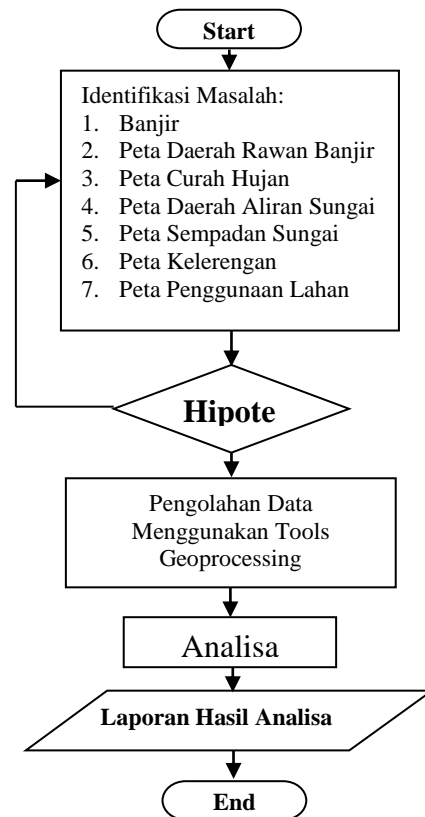 Start
Identifikasi Masalah:
1. Banjir
2. Peta Daerah Rawan Banjir
3. Peta Curah Hujan
4. Peta Daerah Aliran Sungai
5. Peta Sempadan Sungai
6. Peta Kelerengan
7. Peta Penggunaan Lahan
Hipote
Pengolahan Data
Menggunakan Tools
Geoprocessing
Analisa
Laporan Hasil Analisa
End